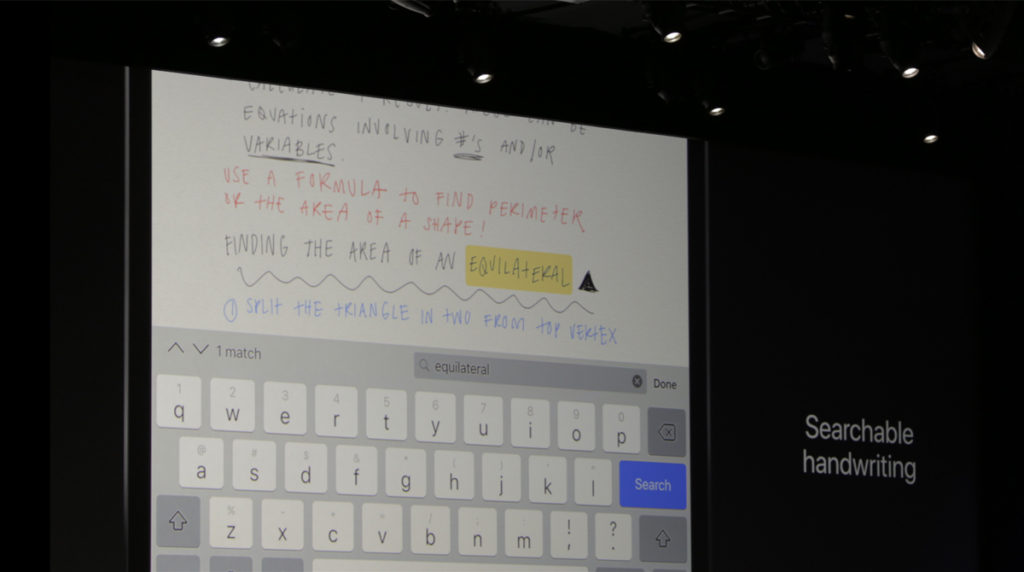 EQUATIONS INVOLVING #'S AND/OR
VARIABLES.
USE A FORMULA to FIND PERIMETER
OR THE AREA OF A SHAPE!
FINDING THE AREA OF AN EQUILATERAL
① SPLIT THE TRIANGLE IN TWO FROM TOP VERTEX
1 match
equilateral
Done
1 2 3 4 5 6 7 8 9 0
q w e r t y u i o p
@ # $ & * ( ) ' "
a s d f g h j k l
Search
% - + = / ; :
z x c v b n m ! , ? .
Searchable
handwriting